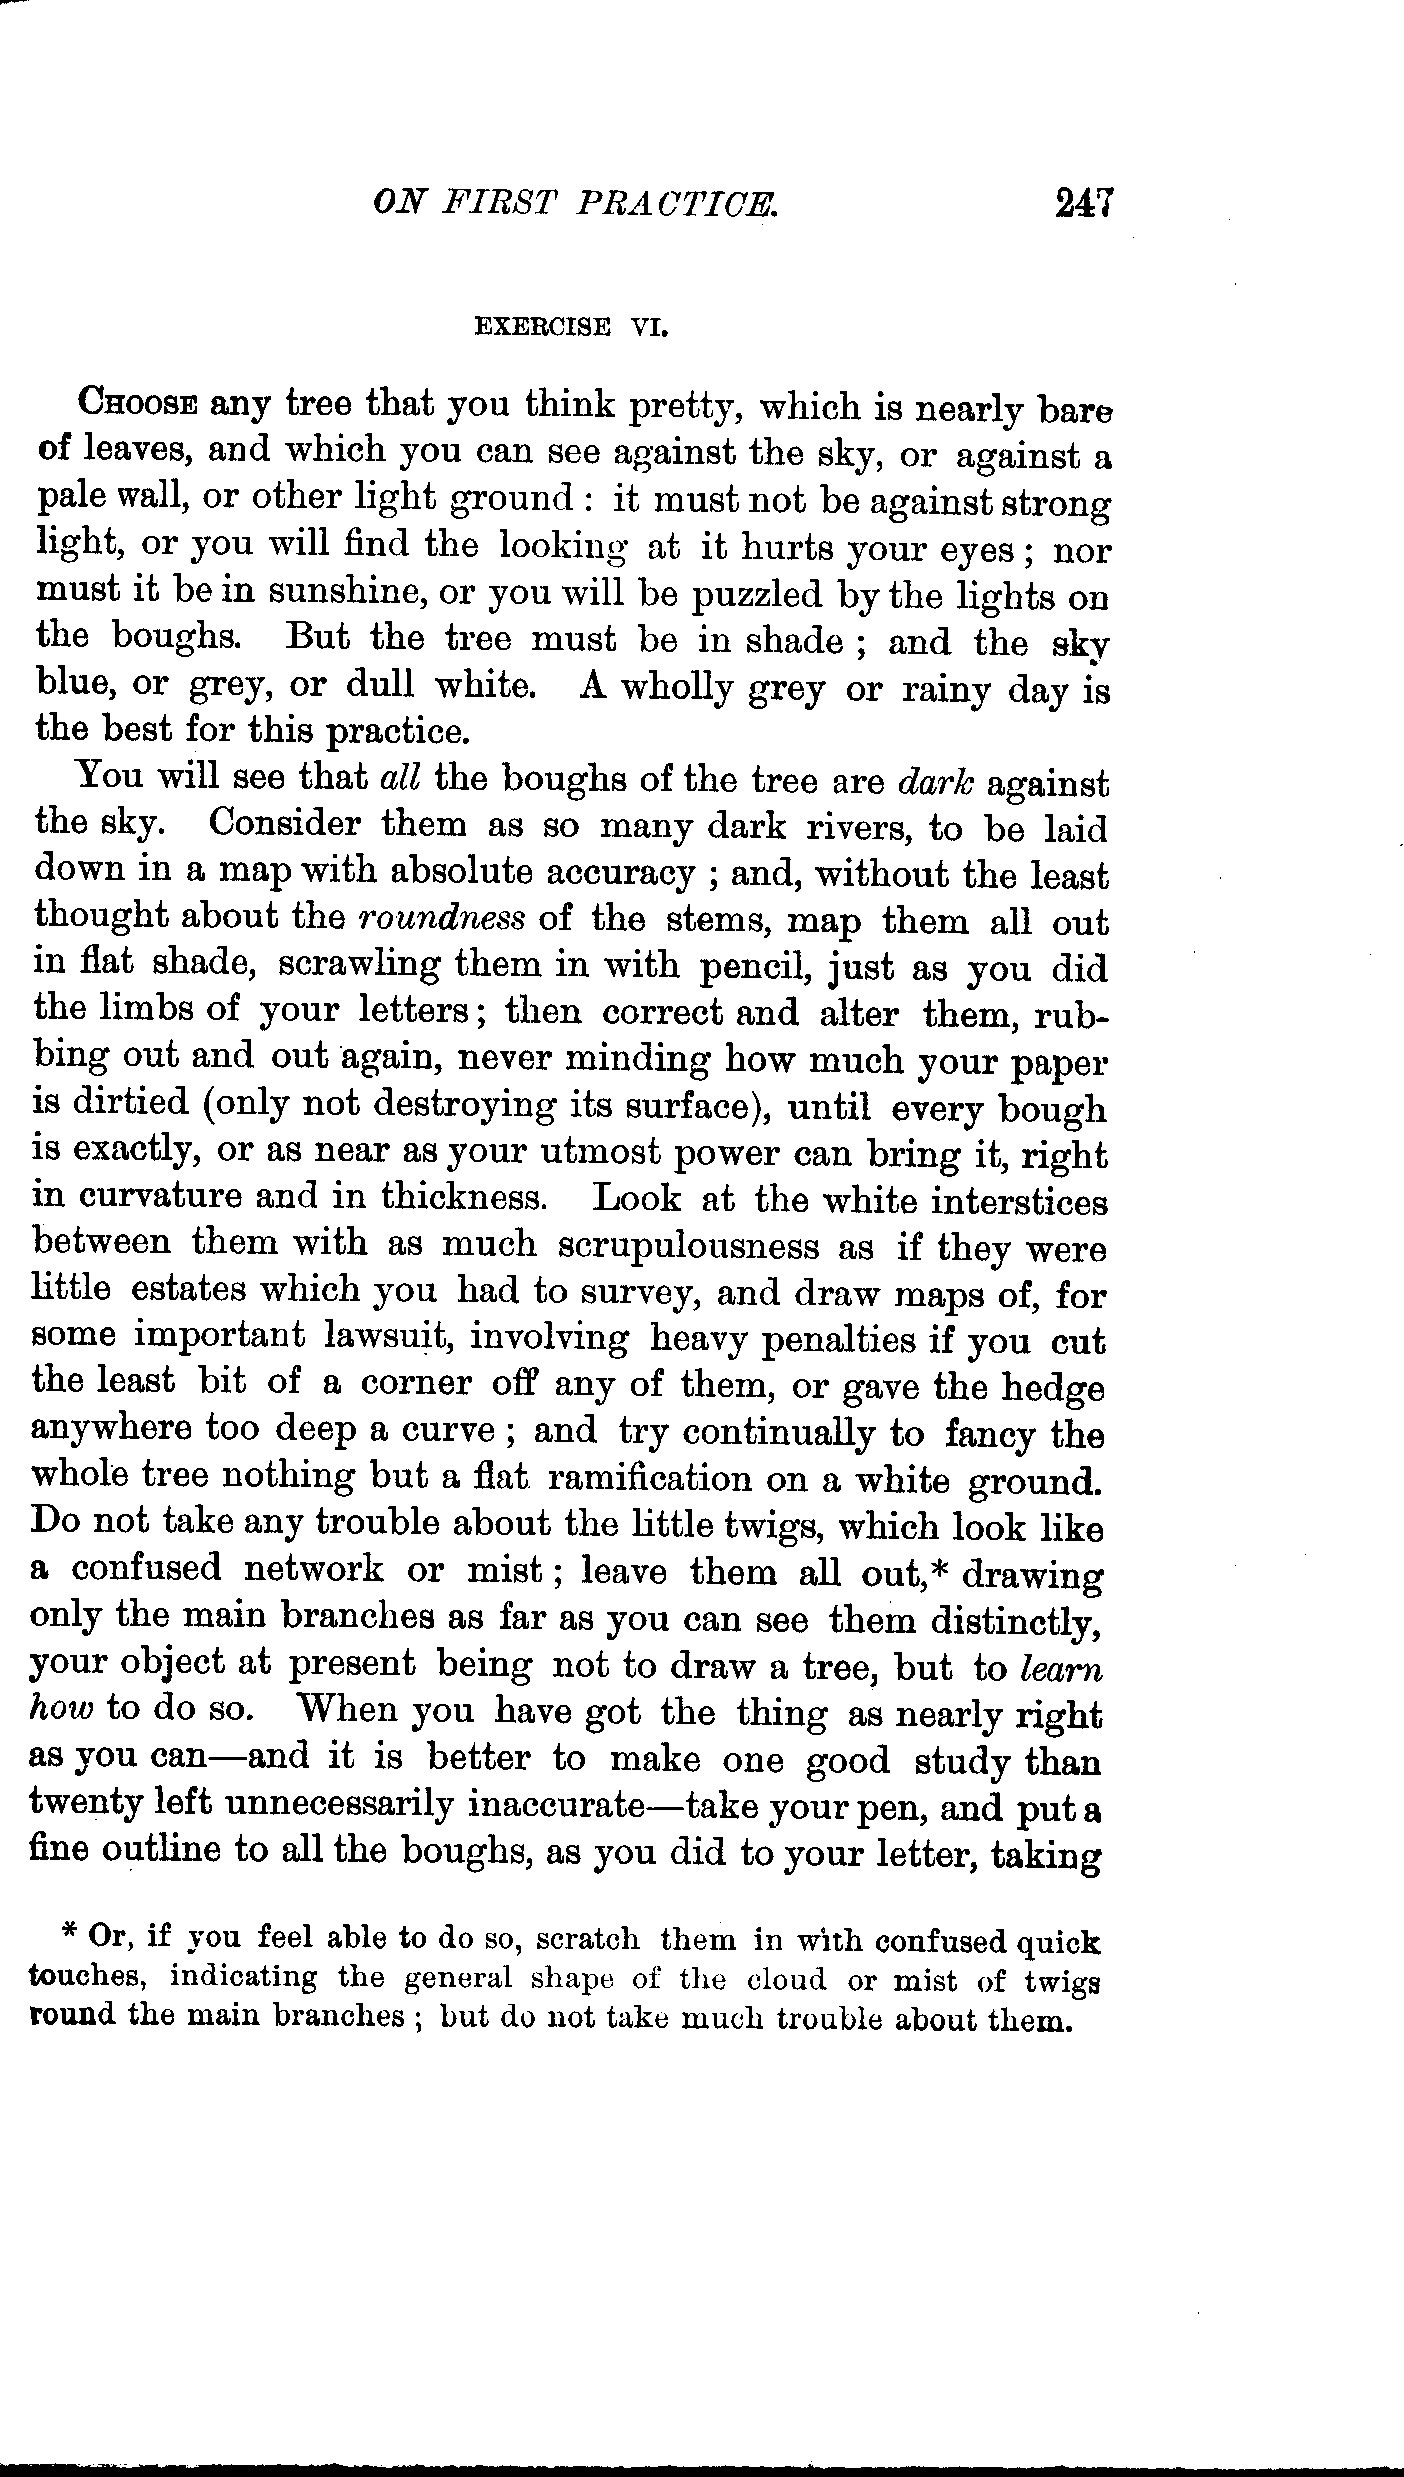 ON FIRST PRACTICE. 247
EXERCISE VI.
CHOOSE any tree that you think pretty, which is nearly bare
of leaves, and which you can see against the sky, or against a
pale wall, or other light ground : it must not be against strong
light, or you will find the looking at it hurts your eyes ; nor
must it be in sunshine, or you will be puzzled by the lights on
the boughs. But the tree must be in shade ; and the sky
blue, or grey, or dull white. A wholly grey or rainy day is
the best for this practice.
You will see that all the boughs of the tree are dark against
the sky. Consider them as so many dark rivers, to be laid
down in a map with absolute accuracy ; and, without the least
thought about the roundness of the stems, map them all out
in flat shade, scrawling them in with pencil, just as you did
the limbs of your letters ; then correct and alter them, rub-
bing out and out again, never minding how much your paper
is dirtied (only not destroying its surface), until every bough
is exactly, or as near as your utmost power can bring it, right
in curvature and in thickness. Look at the white interstices
between them with as much scrupulousness as if they were
little estates which you had to survey, and draw maps of, for
some important lawsuit, involving heavy penalties if you cut
the least bit of a corner off any of them, or gave the hedge
anywhere too deep a curve ; and try continually to fancy the
whole tree nothing but a flat ramification on a white ground.
Do not take any trouble about the little twigs, which look like
a confused network or mist ; leave them all out,* drawing
only the main branches as far as you can see them distinctly,
your object at present being not to draw a tree, but to learn
how to do so. When you have got the thing as nearly right
as you can—and it is better to make one good study than
twenty left unnecessarily inaccurate—take your pen, and put a
fine outline to all the boughs, as you did to your letter, taking
* Or, if you feel able to do so, scratch them in with confused quick
touches, indicating the general shape of the cloud or mist of twigs
round the main branches ; but do not take much trouble about them.